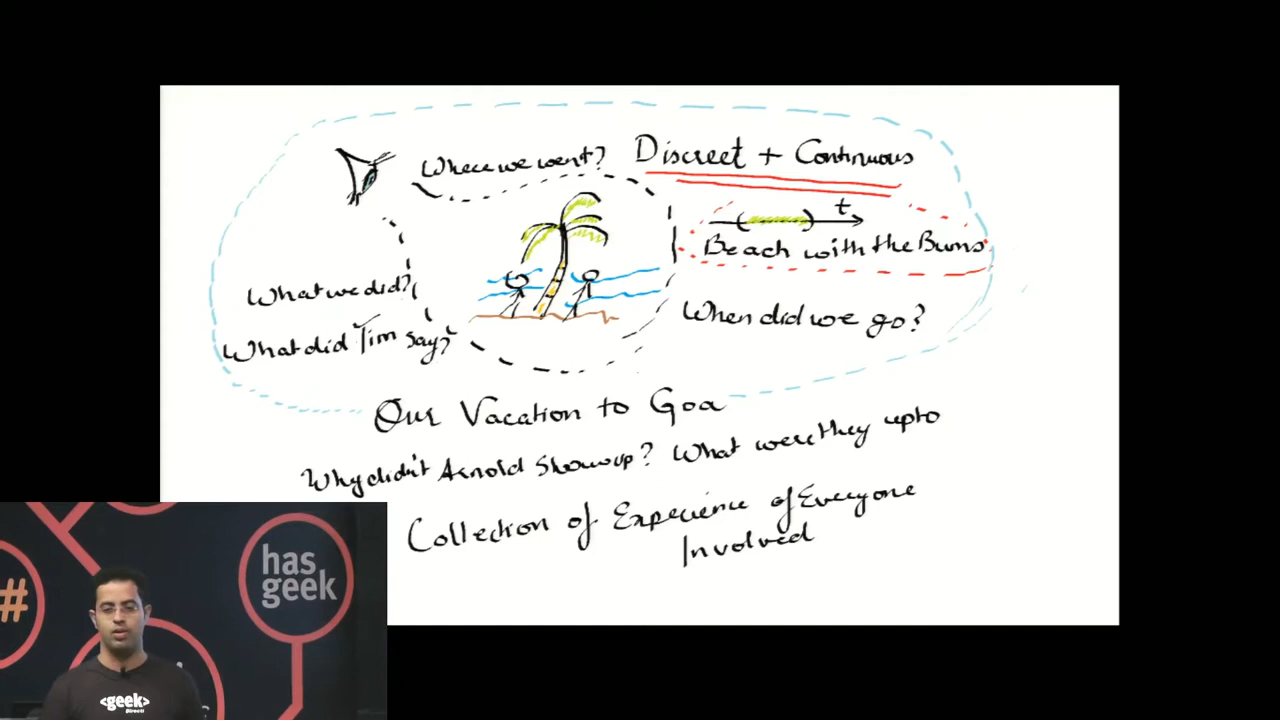 Where we went? Discreet + Continuous
t
Beach with the Bums
What we did?
When did we go?
What did Tim say?
Our Vacation to Goa
Why didn't Arnold Show up? What were they upto
Collection of Experience of Everyone
Involved
has
geek
#
<geek>